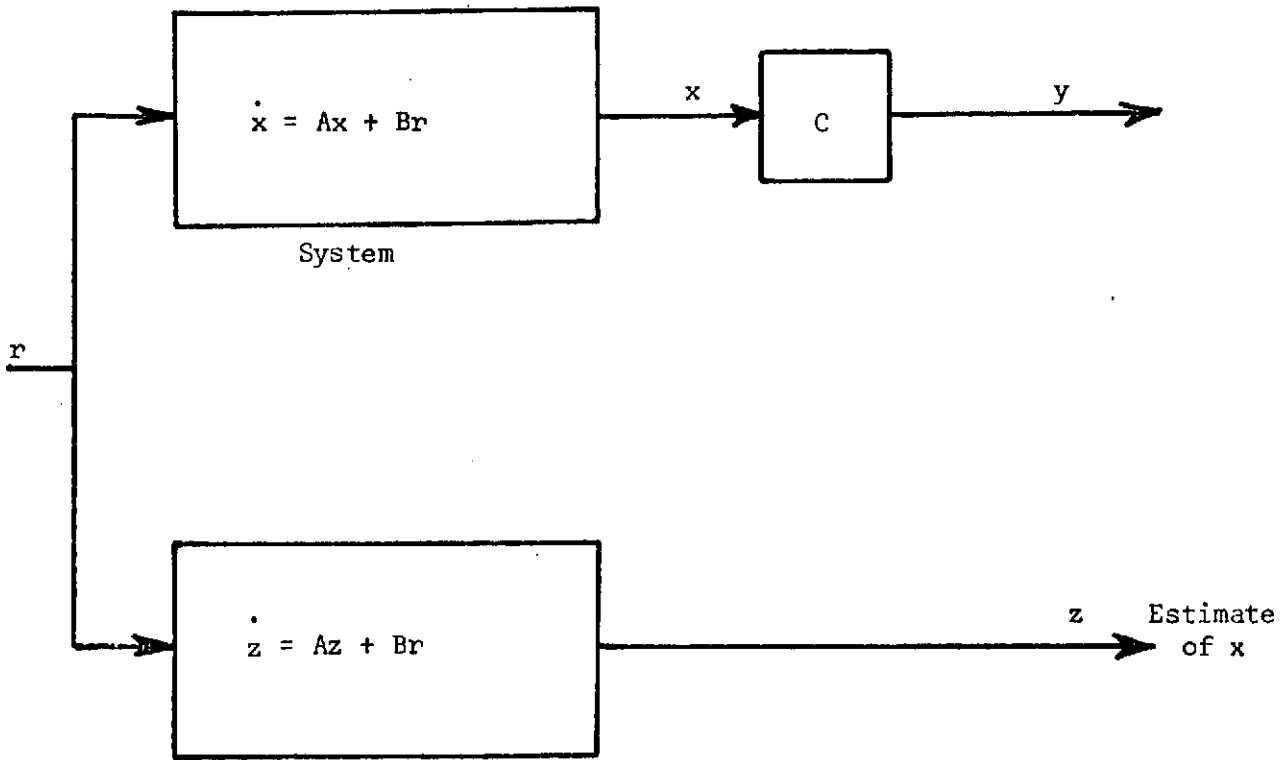 ẋ = Ax + Br
x
C
y
System
r
ż = Az + Br
z
Estimate
of x